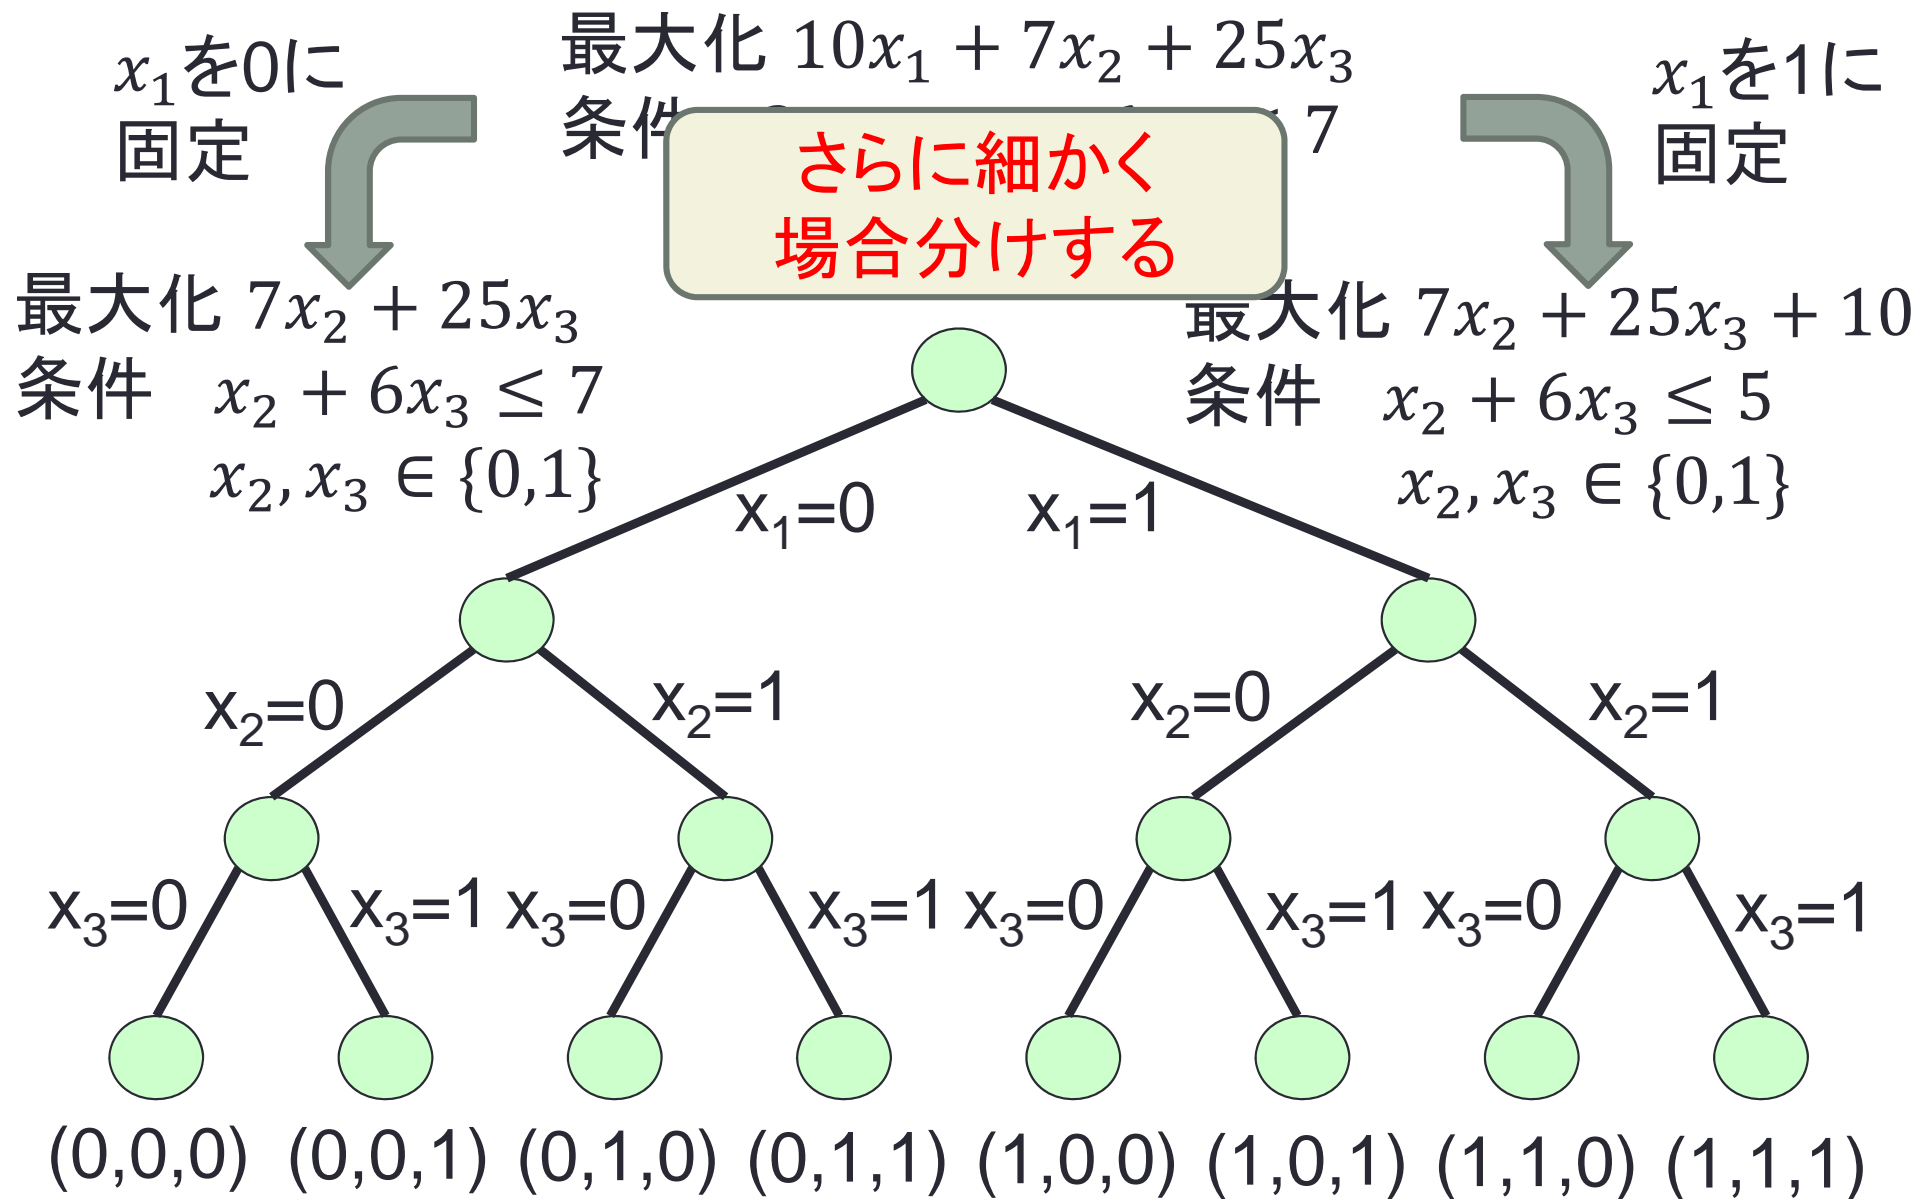 最大化 10x₁ + 7x₂ + 25x₃
条件 7
さらに細かく
場合分けする
x₁を0に
固定
x₁を1に
固定
最大化 7x₂ + 25x₃
条件 x₂ + 6x₃ ≤ 7
x₂, x₃ ∈ {0,1}
最大化 7x₂ + 25x₃ + 10
条件 x₂ + 6x₃ ≤ 5
x₂, x₃ ∈ {0,1}
x₁=0 x₁=1
x₂=0 x₂=1 x₂=0 x₂=1
x₃=0 x₃=1 x₃=0 x₃=1 x₃=0 x₃=1 x₃=0 x₃=1
(0,0,0) (0,0,1) (0,1,0) (0,1,1) (1,0,0) (1,0,1) (1,1,0) (1,1,1)